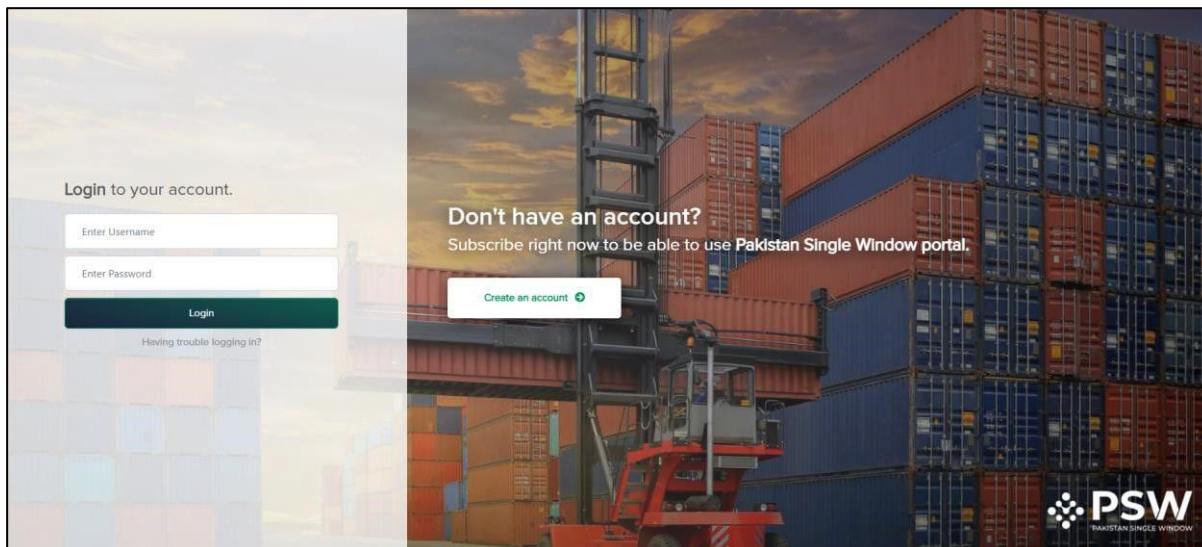 Login to your account.
Enter Username
Enter Password
Login
Having trouble logging in?
Don't have an account?
Subscribe right now to be able to use Pakistan Single Window portal.
Create an account
PSW
PAKISTAN SINGLE WINDOW